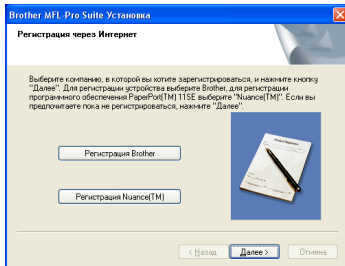 Brother MFL-Pro Suite Установка
Регистрация через Интернет
Выберите компанию, в которой вы хотите зарегистрироваться, и нажмите кнопку
"Далее". Для регистрации устройства выберите Brother, для регистрации
программного обеспечения PaperPort(TM) 11SE выберите "Nuance(TM)". Если вы
предпочитаете пока не регистрироваться, нажмите "Далее".
Регистрация Brother
Регистрация Nuance(TM)
< Назад
Далее >
Отмена